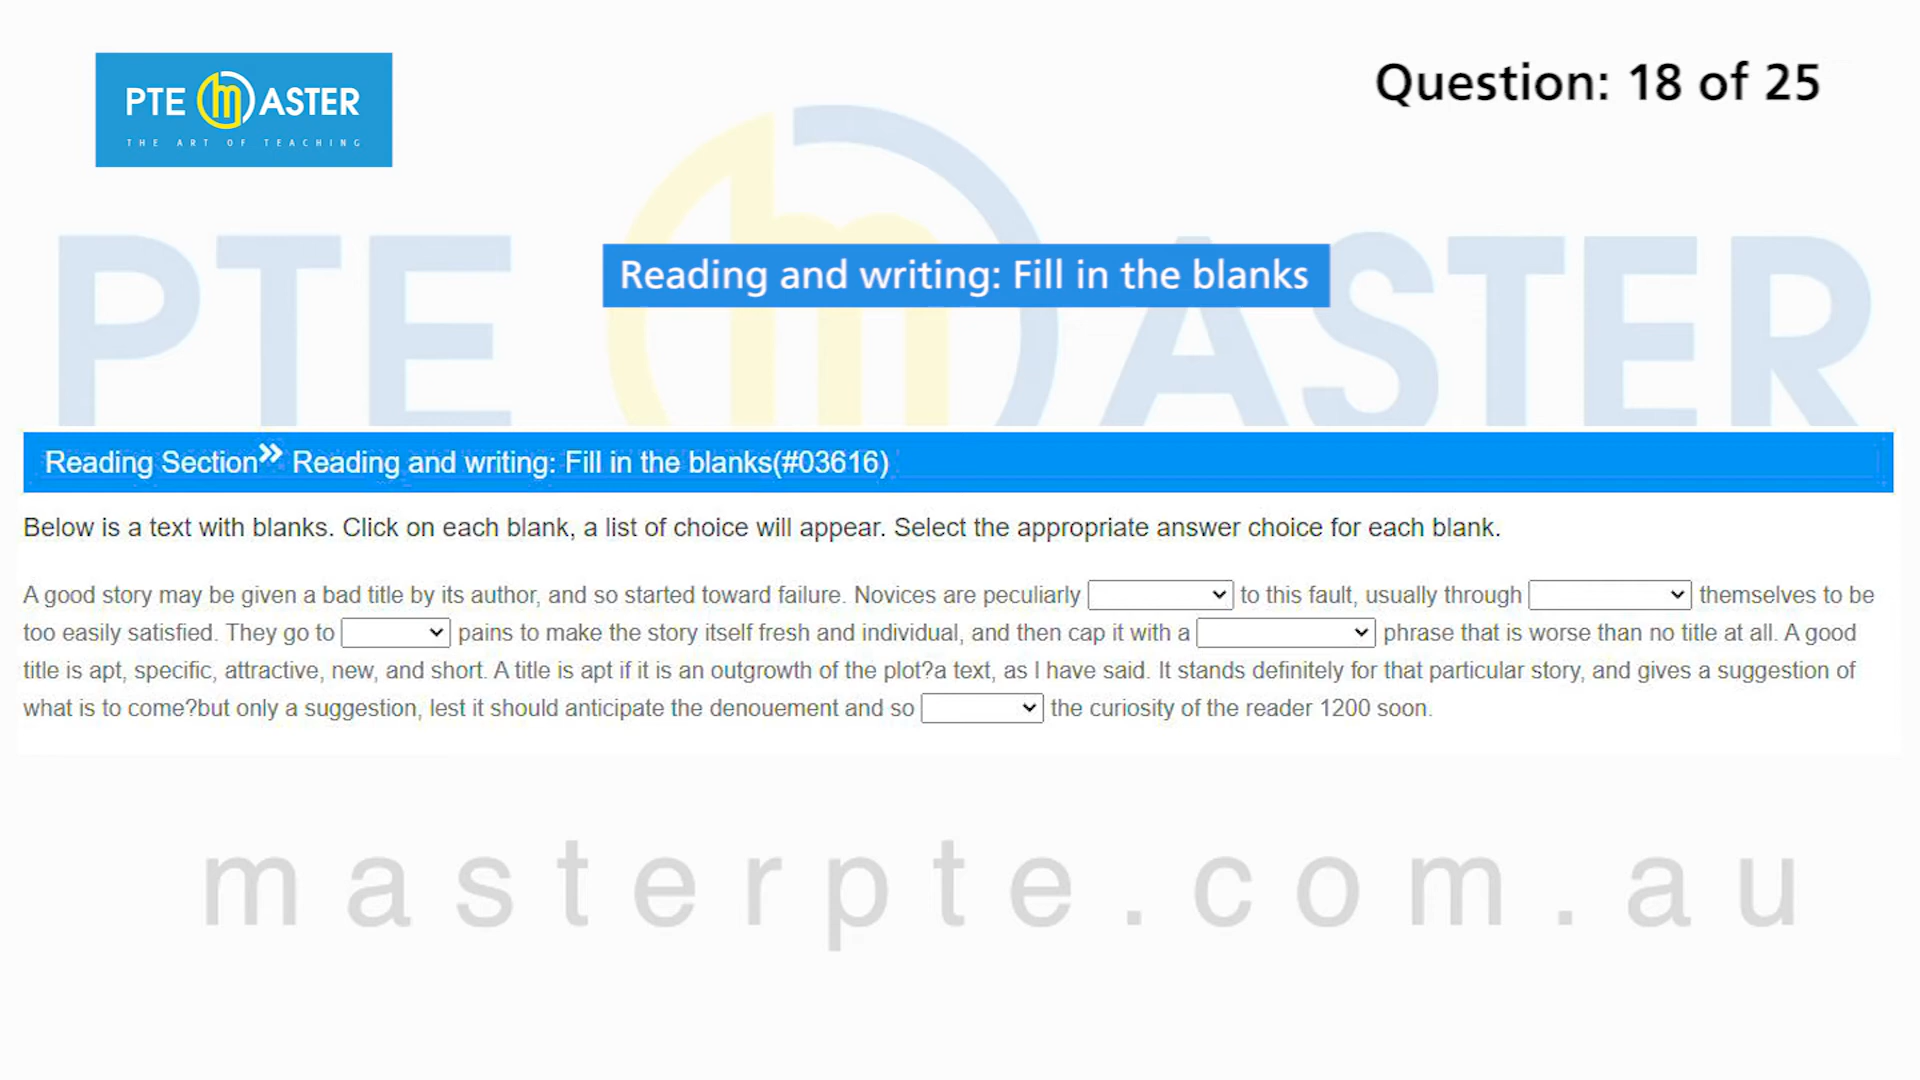 PTE MASTER
THE ART OF TEACHING
Question: 18 of 25
PTE MASTER
Reading and writing: Fill in the blanks
Reading Section» Reading and writing: Fill in the blanks(#03616)
Below is a text with blanks. Click on each blank, a list of choice will appear. Select the appropriate answer choice for each blank.
A good story may be given a bad title by its author, and so started toward failure. Novices are peculiarly to this fault, usually through themselves to be
too easily satisfied. They go to pains to make the story itself fresh and individual, and then cap it with a phrase that is worse than no title at all. A good
title is apt, specific, attractive, new, and short. A title is apt if it is an outgrowth of the plot?a text, as I have said. It stands definitely for that particular story, and gives a suggestion of
what is to come?but only a suggestion, lest it should anticipate the denouement and so the curiosity of the reader 1200 soon.
masterpte.com.au